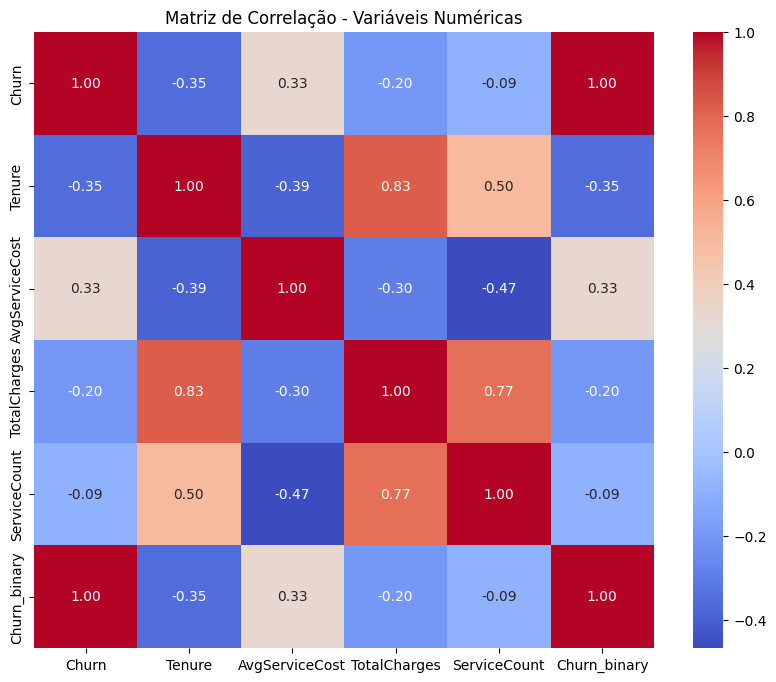 Matriz de Correlação - Variáveis Numéricas
Churn 1.00 -0.35 0.33 -0.20 -0.09 1.00
Tenure -0.35 1.00 -0.39 0.83 0.50 -0.35
AvgServiceCost 0.33 -0.39 1.00 -0.30 -0.47 0.33
TotalCharges -0.20 0.83 -0.30 1.00 0.77 -0.20
ServiceCount -0.09 0.50 -0.47 0.77 1.00 -0.09
Churn_binary 1.00 -0.35 0.33 -0.20 -0.09 1.00
Churn Tenure AvgServiceCost TotalCharges ServiceCount Churn_binary
1.0
0.8
0.6
0.4
0.2
0.0
−0.2
−0.4